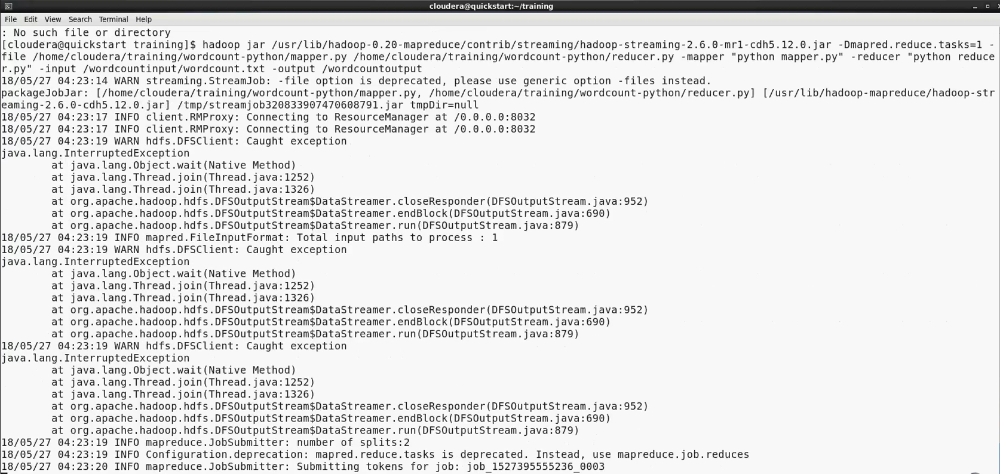 cloudera@quickstart:~/training
File Edit View Search Terminal Help
: No such file or directory
[cloudera@quickstart training]$ hadoop jar /usr/lib/hadoop-0.20-mapreduce/contrib/streaming/hadoop-streaming-2.6.0-mr1-cdh5.12.0.jar -Dmapred.reduce.tasks=1 -
file /home/cloudera/training/wordcount-python/mapper.py /home/cloudera/training/wordcount-python/reducer.py -mapper "python mapper.py" -reducer "python reduce
r.py" -input /wordcountinput/wordcount.txt -output /wordcountoutput
18/05/27 04:23:14 WARN streaming.StreamJob: -file option is deprecated, please use generic option -files instead.
packageJobJar: [/home/cloudera/training/wordcount-python/mapper.py, /home/cloudera/training/wordcount-python/reducer.py] [/usr/lib/hadoop-mapreduce/hadoop-str
eaming-2.6.0-cdh5.12.0.jar] /tmp/streamjob320833907470608791.jar tmpDir=null
18/05/27 04:23:17 INFO client.RMProxy: Connecting to ResourceManager at /0.0.0.0:8032
18/05/27 04:23:17 INFO client.RMProxy: Connecting to ResourceManager at /0.0.0.0:8032
18/05/27 04:23:19 WARN hdfs.DFSClient: Caught exception
java.lang.InterruptedException
at java.lang.Object.wait(Native Method)
at java.lang.Thread.join(Thread.java:1252)
at java.lang.Thread.join(Thread.java:1326)
at org.apache.hadoop.hdfs.DFSOutputStream$DataStreamer.closeResponder(DFSOutputStream.java:952)
at org.apache.hadoop.hdfs.DFSOutputStream$DataStreamer.endBlock(DFSOutputStream.java:690)
at org.apache.hadoop.hdfs.DFSOutputStream$DataStreamer.run(DFSOutputStream.java:879)
18/05/27 04:23:19 INFO mapred.FileInputFormat: Total input paths to process : 1
18/05/27 04:23:19 WARN hdfs.DFSClient: Caught exception
java.lang.InterruptedException
at java.lang.Object.wait(Native Method)
at java.lang.Thread.join(Thread.java:1252)
at java.lang.Thread.join(Thread.java:1326)
at org.apache.hadoop.hdfs.DFSOutputStream$DataStreamer.closeResponder(DFSOutputStream.java:952)
at org.apache.hadoop.hdfs.DFSOutputStream$DataStreamer.endBlock(DFSOutputStream.java:690)
at org.apache.hadoop.hdfs.DFSOutputStream$DataStreamer.run(DFSOutputStream.java:879)
18/05/27 04:23:19 WARN hdfs.DFSClient: Caught exception
java.lang.InterruptedException
at java.lang.Object.wait(Native Method)
at java.lang.Thread.join(Thread.java:1252)
at java.lang.Thread.join(Thread.java:1326)
at org.apache.hadoop.hdfs.DFSOutputStream$DataStreamer.closeResponder(DFSOutputStream.java:952)
at org.apache.hadoop.hdfs.DFSOutputStream$DataStreamer.endBlock(DFSOutputStream.java:690)
at org.apache.hadoop.hdfs.DFSOutputStream$DataStreamer.run(DFSOutputStream.java:879)
18/05/27 04:23:19 INFO mapreduce.JobSubmitter: number of splits:2
18/05/27 04:23:19 INFO Configuration.deprecation: mapred.reduce.tasks is deprecated. Instead, use mapreduce.job.reduces
18/05/27 04:23:20 INFO mapreduce.JobSubmitter: Submitting tokens for job: job_1527395555236_0003